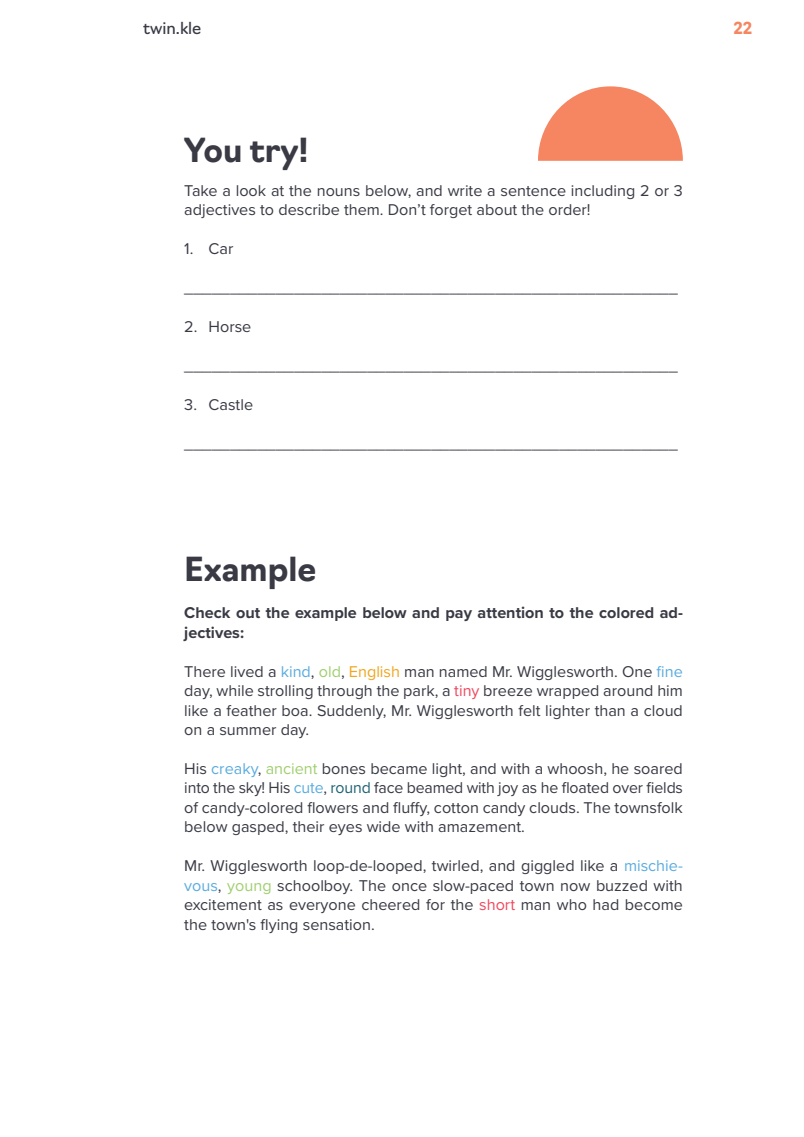 twin.kle
22
You try!
Take a look at the nouns below, and write a sentence including 2 or 3
adjectives to describe them. Don’t forget about the order!
1. Car
2. Horse
3. Castle
Example
Check out the example below and pay attention to the colored ad-
jectives:
There lived a kind, old, English man named Mr. Wigglesworth. One fine
day, while strolling through the park, a tiny breeze wrapped around him
like a feather boa. Suddenly, Mr. Wigglesworth felt lighter than a cloud
on a summer day.
His creaky, ancient bones became light, and with a whoosh, he soared
into the sky! His cute, round face beamed with joy as he floated over fields
of candy-colored flowers and fluffy, cotton candy clouds. The townsfolk
below gasped, their eyes wide with amazement.
Mr. Wigglesworth loop-de-looped, twirled, and giggled like a mischie-
vous, young schoolboy. The once slow-paced town now buzzed with
excitement as everyone cheered for the short man who had become
the town's flying sensation.